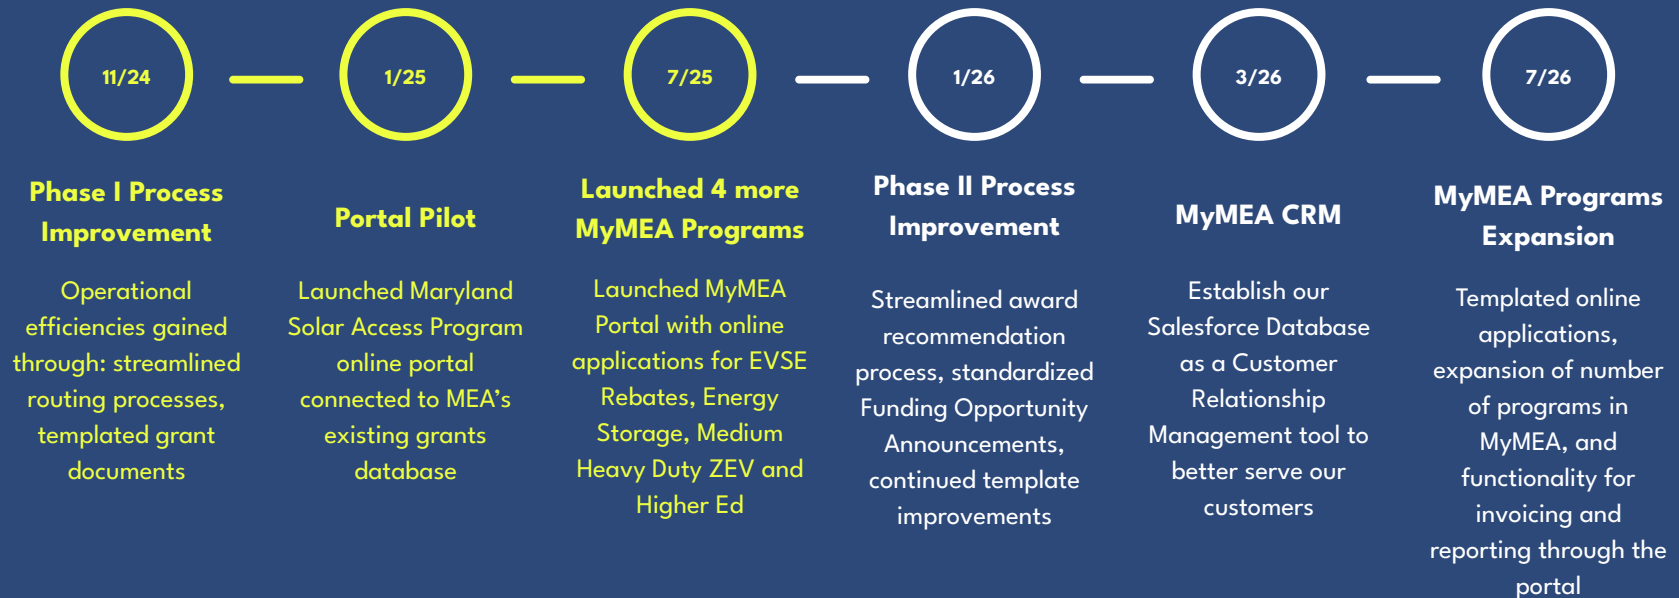 11/24
1/25
7/25
1/26
3/26
7/26
Phase I Process
Improvement
Operational
efficiencies gained
through: streamlined
routing processes,
templated grant
documents
Portal Pilot
Launched Maryland
Solar Access Program
online portal
connected to MEA’s
existing grants
database
Launched 4 more
MyMEA Programs
Launched MyMEA
Portal with online
applications for EVSE
Rebates, Energy
Storage, Medium
Heavy Duty ZEV and
Higher Ed
Phase II Process
Improvement
Streamlined award
recommendation
process, standardized
Funding Opportunity
Announcements,
continued template
improvements
MyMEA CRM
Establish our
Salesforce Database
as a Customer
Relationship
Management tool to
better serve our
customers
MyMEA Programs
Expansion
Templated online
applications,
expansion of number
of programs in
MyMEA, and
functionality for
invoicing and
reporting through the
portal